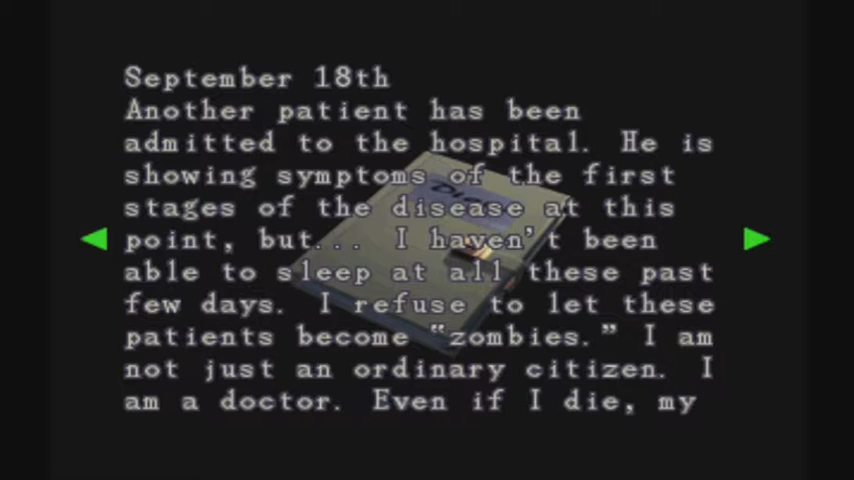 September 18th
Another patient has been
admitted to the hospital. He is
showing symptoms of the first
stages of the disease at this
point, but... I haven't been
able to sleep at all these past
few days. I refuse to let these
patients become "zombies." I am
not just an ordinary citizen. I
am a doctor. Even if I die, my